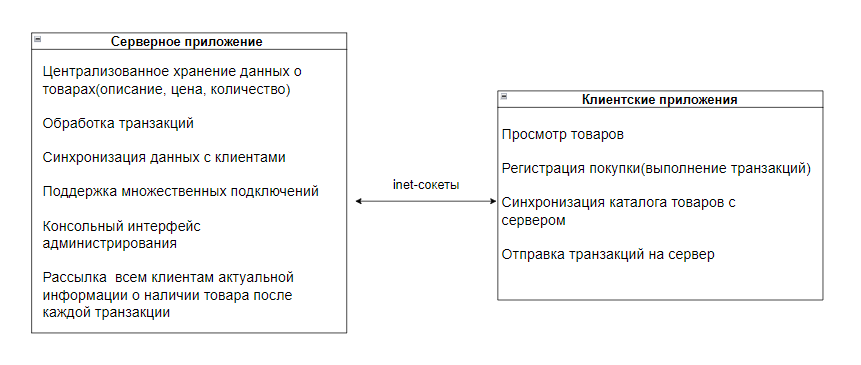 Серверное приложение
Централизованное хранение данных о
товарах(описание, цена, количество)
Обработка транзакций
Синхронизация данных с клиентами
Поддержка множественных подключений
Консольный интерфейс
администрирования
Рассылка  всем клиентам актуальной
информации о наличии товара после
каждой транзакции
inet-сокеты
Клиентские приложения
Просмотр товаров
Регистрация покупки(выполнение транзакций)
Синхронизация каталога товаров с
сервером
Отправка транзакций на сервер